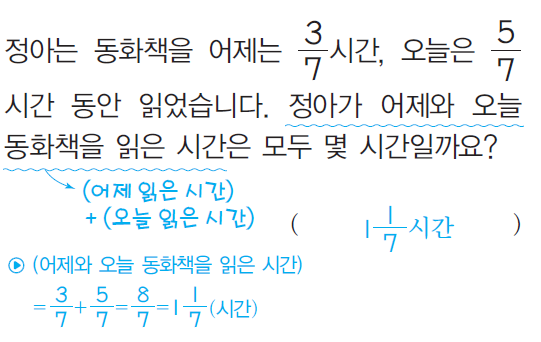 정아는 동화책을 어제는 3/7시간, 오늘은 5/7
시간 동안 읽었습니다. 정아가 어제와 오늘
동화책을 읽은 시간은 모두 몇 시간일까요?
(어제 읽은 시간)
+ (오늘 읽은 시간)
( 1 1/7 시간 )
(어제와 오늘 동화책을 읽은 시간)
= 3/7 + 5/7 = 8/7 = 1 1/7 (시간)